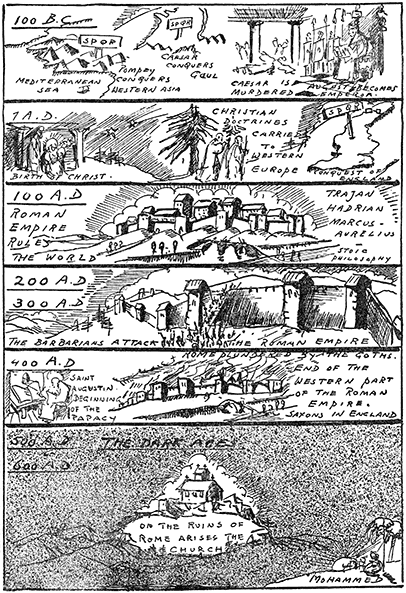 100 B.C.
SPQR
SPQR
MEDITERRANEAN
SEA
POMPEY
CONQUERS
WESTERN ASIA
CAESAR
CONQUERS
GAUL
CAESAR IS
MURDERED
AUGUST BECOMES
EMPEROR
1 A.D.
BIRTH CHRIST.
CHRISTIAN
DOCTRINES
CARRIED
TO
WESTERN
EUROPE
SPQR
CONQUEST OF
ENGLAND
100 A.D
ROMAN
EMPIRE
RULES
THE WORLD
TRAJAN
HADRIAN
MARCUS-
AURELIUS
STOIC
PHILOSOPHY
200 A.D
300 A.D
THE BARBARIANS ATTACK THE ROMAN EMPIRE
400 A.D
SAINT
AUGUSTIN
BEGINNING
OF THE
PAPACY
ROME PLUNDERED BY THE GOTHS.
END OF THE
WESTERN PART
OF THE ROMAN
EMPIRE.
SAXONS IN ENGLAND
500 A.D THE DARK AGES
600 A.D
ON THE RUINS OF
ROME ARISES THE
CHURCH
MOHAMMED